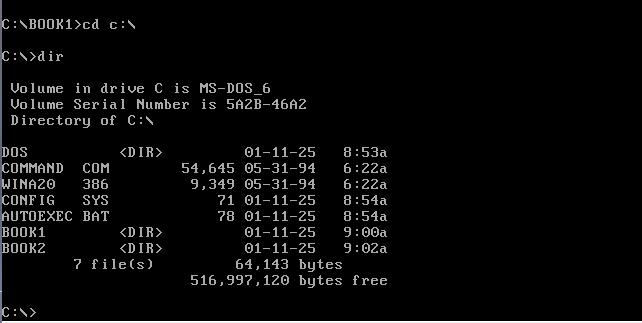 C:\BOOK1>cd c:\
C:\>dir
Volume in drive C is MS-DOS_6
Volume Serial Number is 5A2B-46A2
Directory of C:\
DOS <DIR> 01-11-25 8:53a
COMMAND COM 54,645 05-31-94 6:22a
WINA20 386 9,349 05-31-94 6:22a
CONFIG SYS 71 01-11-25 8:54a
AUTOEXEC BAT 78 01-11-25 8:54a
BOOK1 <DIR> 01-11-25 9:00a
BOOK2 <DIR> 01-11-25 9:02a
7 file(s) 64,143 bytes
516,997,120 bytes free
C:\>